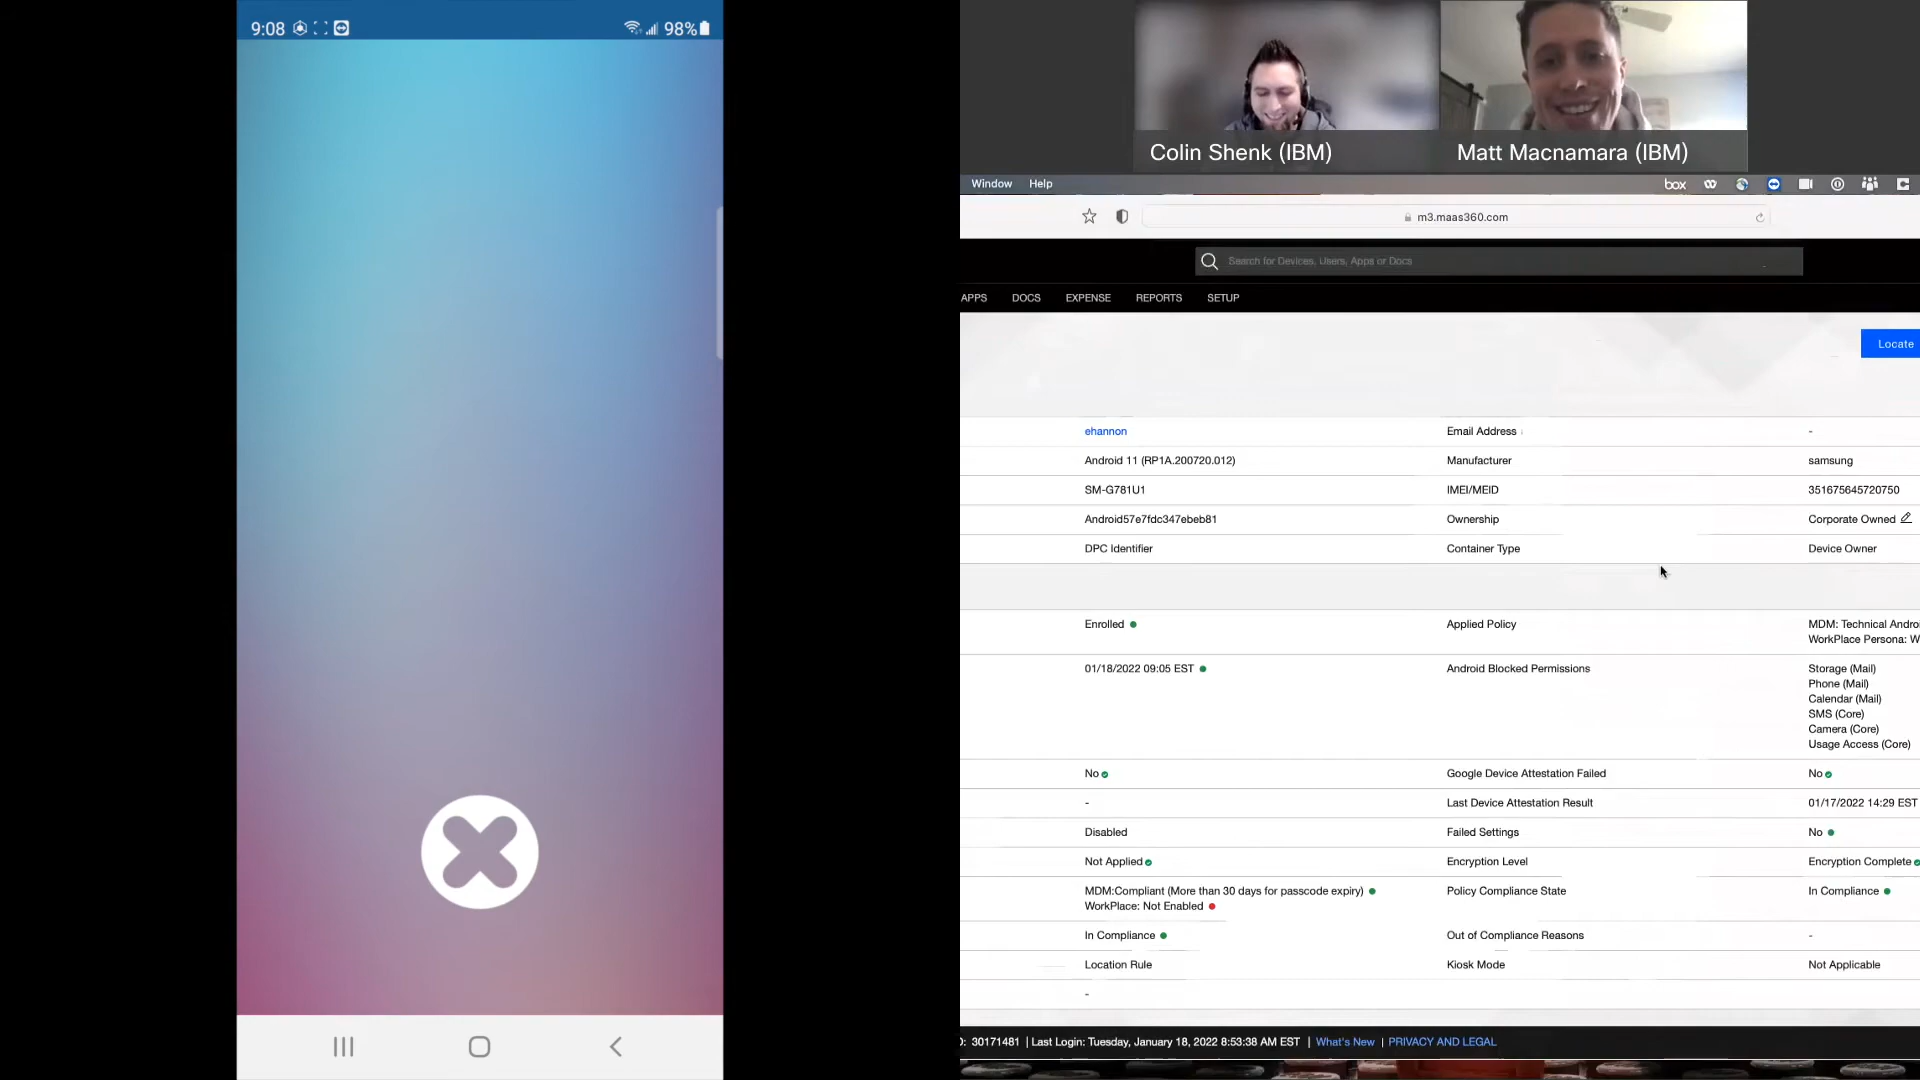 9:08
98%
Colin Shenk (IBM)
Matt Macnamara (IBM)
Window Help
box
m3.maas360.com
Search for Devices, Users, Apps or Docs
APPS DOCS EXPENSE REPORTS SETUP
Locate
ehannon Email Address -
Android 11 (RP1A.200720.012) Manufacturer samsung
SM-G781U1 IMEI/MEID 351675645720750
Android57e7fdc347ebeb81 Ownership Corporate Owned
DPC Identifier Container Type Device Owner
Enrolled Applied Policy MDM: Technical Androi
WorkPlace Persona: W
01/18/2022 09:05 EST Android Blocked Permissions Storage (Mail)
Phone (Mail)
Calendar (Mail)
SMS (Core)
Camera (Core)
Usage Access (Core)
No Google Device Attestation Failed No
- Last Device Attestation Result 01/17/2022 14:29 EST
Disabled Failed Settings No
Not Applied Encryption Level Encryption Complete
MDM:Compliant (More than 30 days for passcode expiry) Policy Compliance State In Compliance
WorkPlace: Not Enabled
In Compliance Out of Compliance Reasons -
Location Rule Kiosk Mode Not Applicable
-
: 30171481 | Last Login: Tuesday, January 18, 2022 8:53:38 AM EST | What's New | PRIVACY AND LEGAL